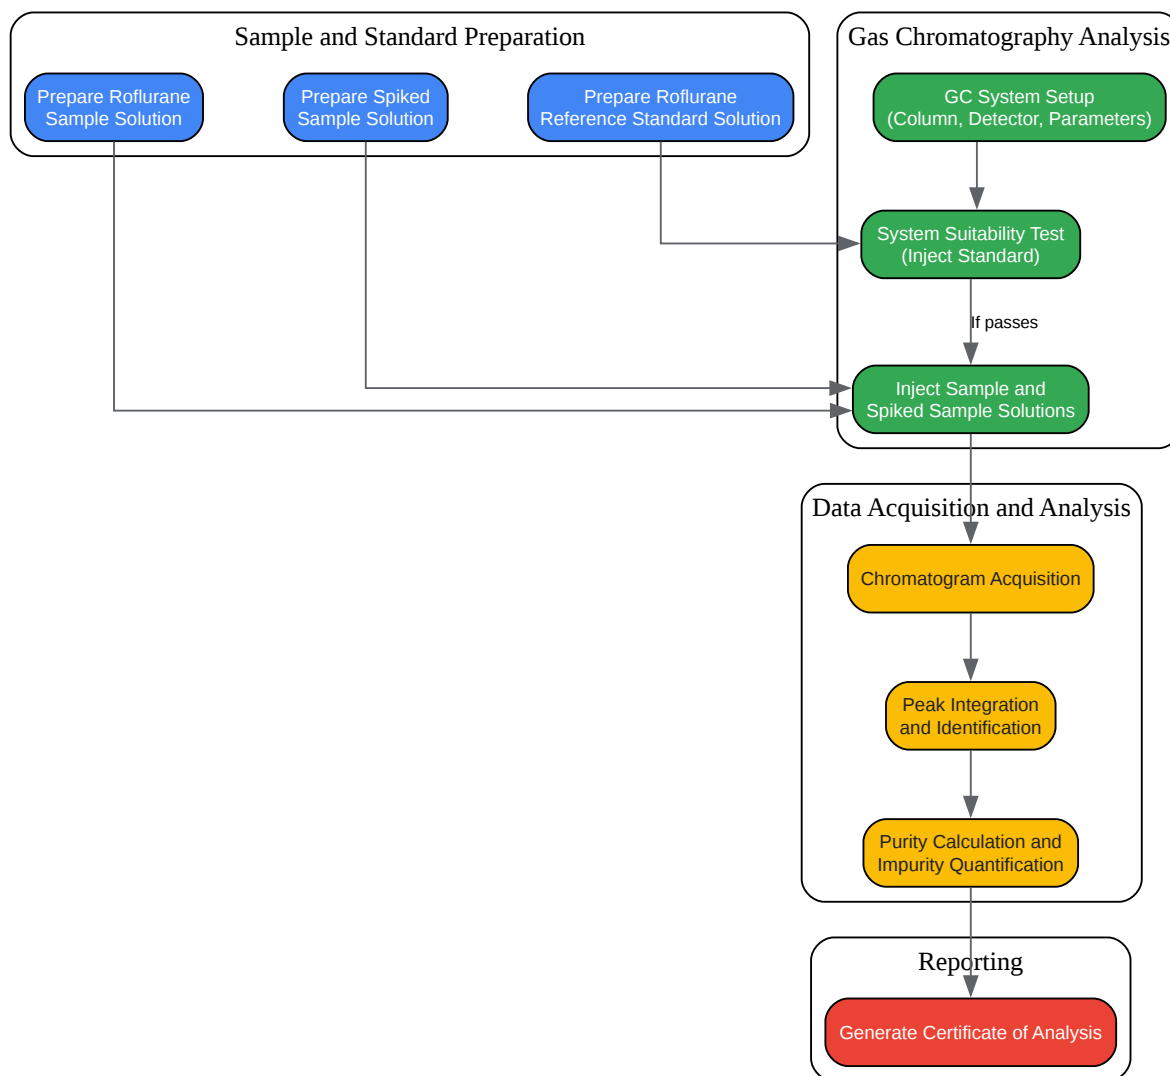 Sample and Standard Preparation
Prepare Roflurane
Sample Solution
Prepare Spiked
Sample Solution
Prepare Roflurane
Reference Standard Solution
Gas Chromatography Analysis
GC System Setup
(Column, Detector, Parameters)
System Suitability Test
(Inject Standard)
If passes
Inject Sample and
Spiked Sample Solutions
Data Acquisition and Analysis
Chromatogram Acquisition
Peak Integration
and Identification
Purity Calculation and
Impurity Quantification
Reporting
Generate Certificate of Analysis